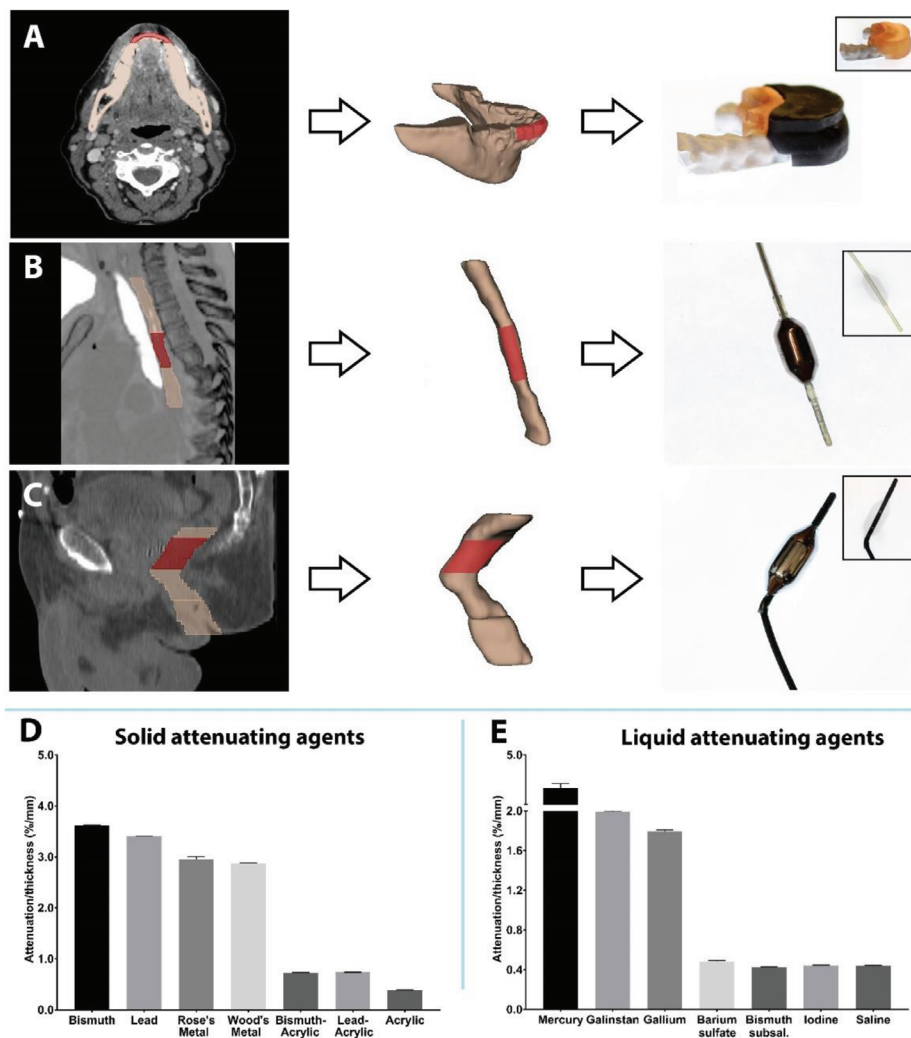 A
B
C
D
Solid attenuating agents
Attenuation/thickness (%/mm)
5.0
4.0
3.0
2.0
1.0
0.0
Bismuth
Lead
Rose's
Metal
Wood's
Metal
Bismuth-
Acrylic
Lead-
Acrylic
Acrylic
E
Liquid attenuating agents
Attenuation/thickness (%/mm)
5.0
2.0
1.6
1.2
0.8
0.4
0.0
Mercury
Galinstan
Gallium
Barium
sulfate
Bismuth
subsal.
Iodine
Saline